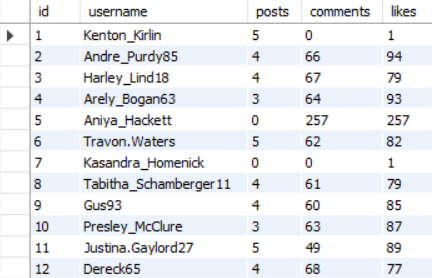 id username posts comments likes
1 Kenton_Kirlin 5 0 1
2 Andre_Purdy85 4 66 94
3 Harley_Lind18 4 67 79
4 Arely_Bogan63 3 64 93
5 Aniya_Hackett 0 257 257
6 Travon.Waters 5 62 82
7 Kasandra_Homenick 0 0 1
8 Tabitha_Schamberger11 4 61 79
9 Gus93 4 60 85
10 Presley_McClure 3 63 87
11 Justina.Gaylord27 5 49 89
12 Dereck65 4 68 77